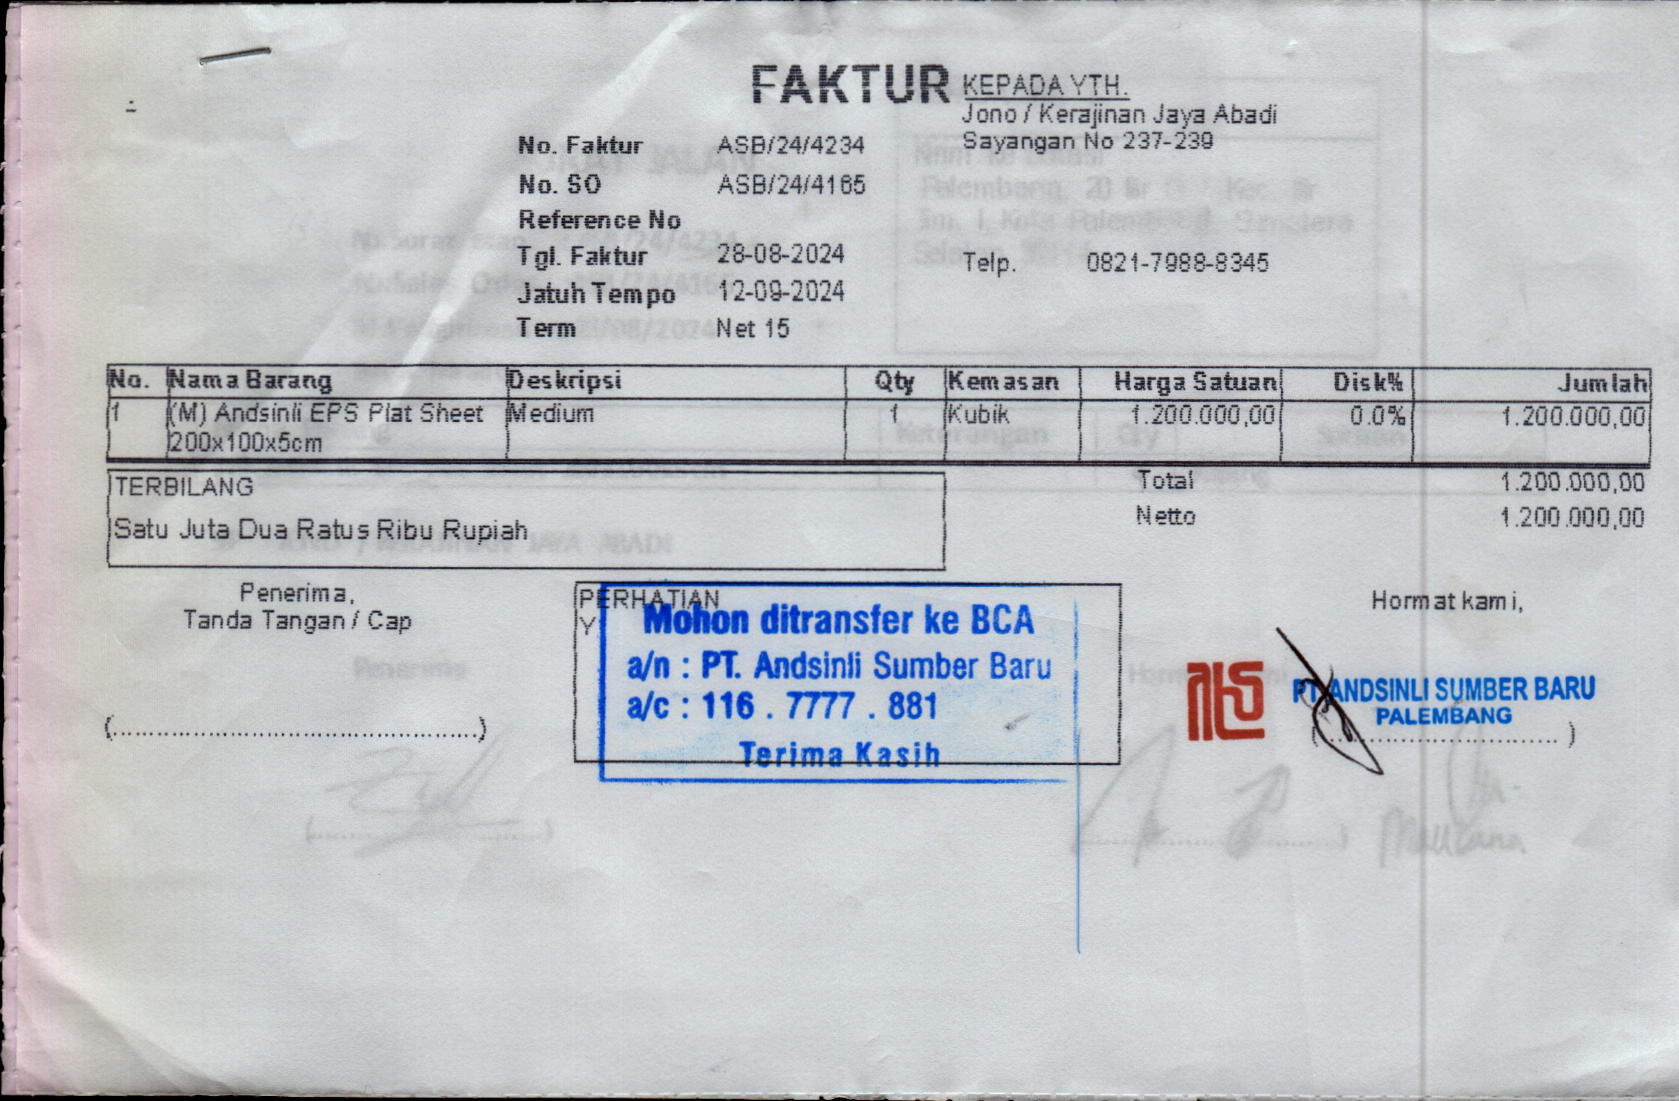 FAKTUR
KEPADA YTH.
Jono / Kerajinan Jaya Abadi
Sayangan No 237-239
Telp. 0821-7988-8345
No. Faktur ASB/24/4234
No. SO ASB/24/4165
Reference No
Tgl. Faktur 28-08-2024
Jatuh Tempo 12-09-2024
Term Net 15
No. Nama Barang Deskripsi Qty Kemasan Harga Satuan Disk% Jumlah
1 (M) Andsinli EPS Plat Sheet Medium 1 Kubik 1.200.000,00 0.0% 1.200.000,00
200x100x5cm
TERBILANG
Satu Juta Dua Ratus Ribu Rupiah
Total 1.200.000,00
Netto 1.200.000,00
Penerima,
Tanda Tangan / Cap
(..............................................)
PERHATIAN
Mohon ditransfer ke BCA
a/n : PT. Andsinli Sumber Baru
a/c : 116 . 7777 . 881
Terima Kasih
Hormat kami,
PT. ANDSINLI SUMBER BARU
PALEMBANG